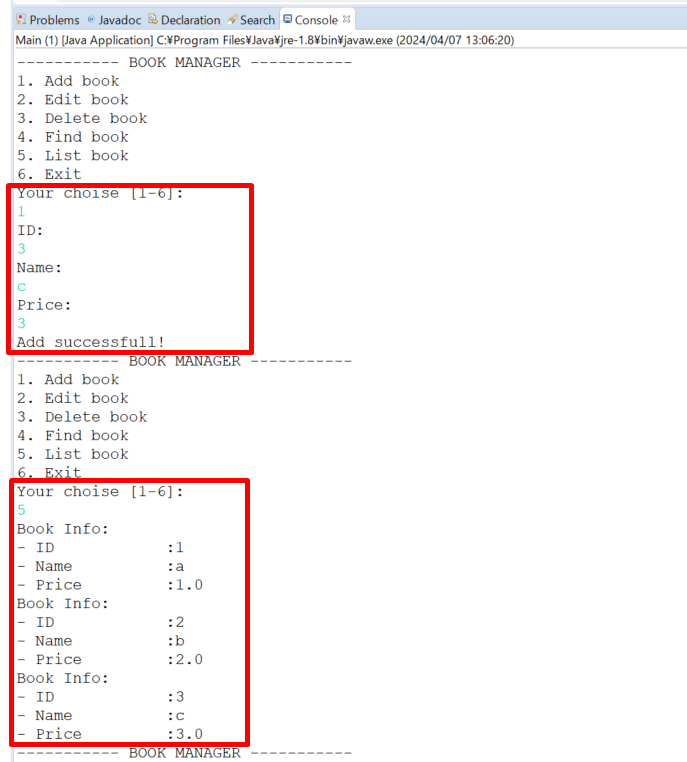 Problems @ Javadoc Declaration Search Console
Main (1) [Java Application] C:¥Program Files¥Java¥jre-1.8¥bin¥javaw.exe (2024/04/07 13:06:20)
----------- BOOK MANAGER -----------
1. Add book
2. Edit book
3. Delete book
4. Find book
5. List book
6. Exit
Your choise [1-6]:
1
ID:
3
Name:
c
Price:
3
Add successfull!
----------- BOOK MANAGER -----------
1. Add book
2. Edit book
3. Delete book
4. Find book
5. List book
6. Exit
Your choise [1-6]:
5
Book Info:
- ID :1
- Name :a
- Price :1.0
Book Info:
- ID :2
- Name :b
- Price :2.0
Book Info:
- ID :3
- Name :c
- Price :3.0
----------- BOOK MANAGER -----------